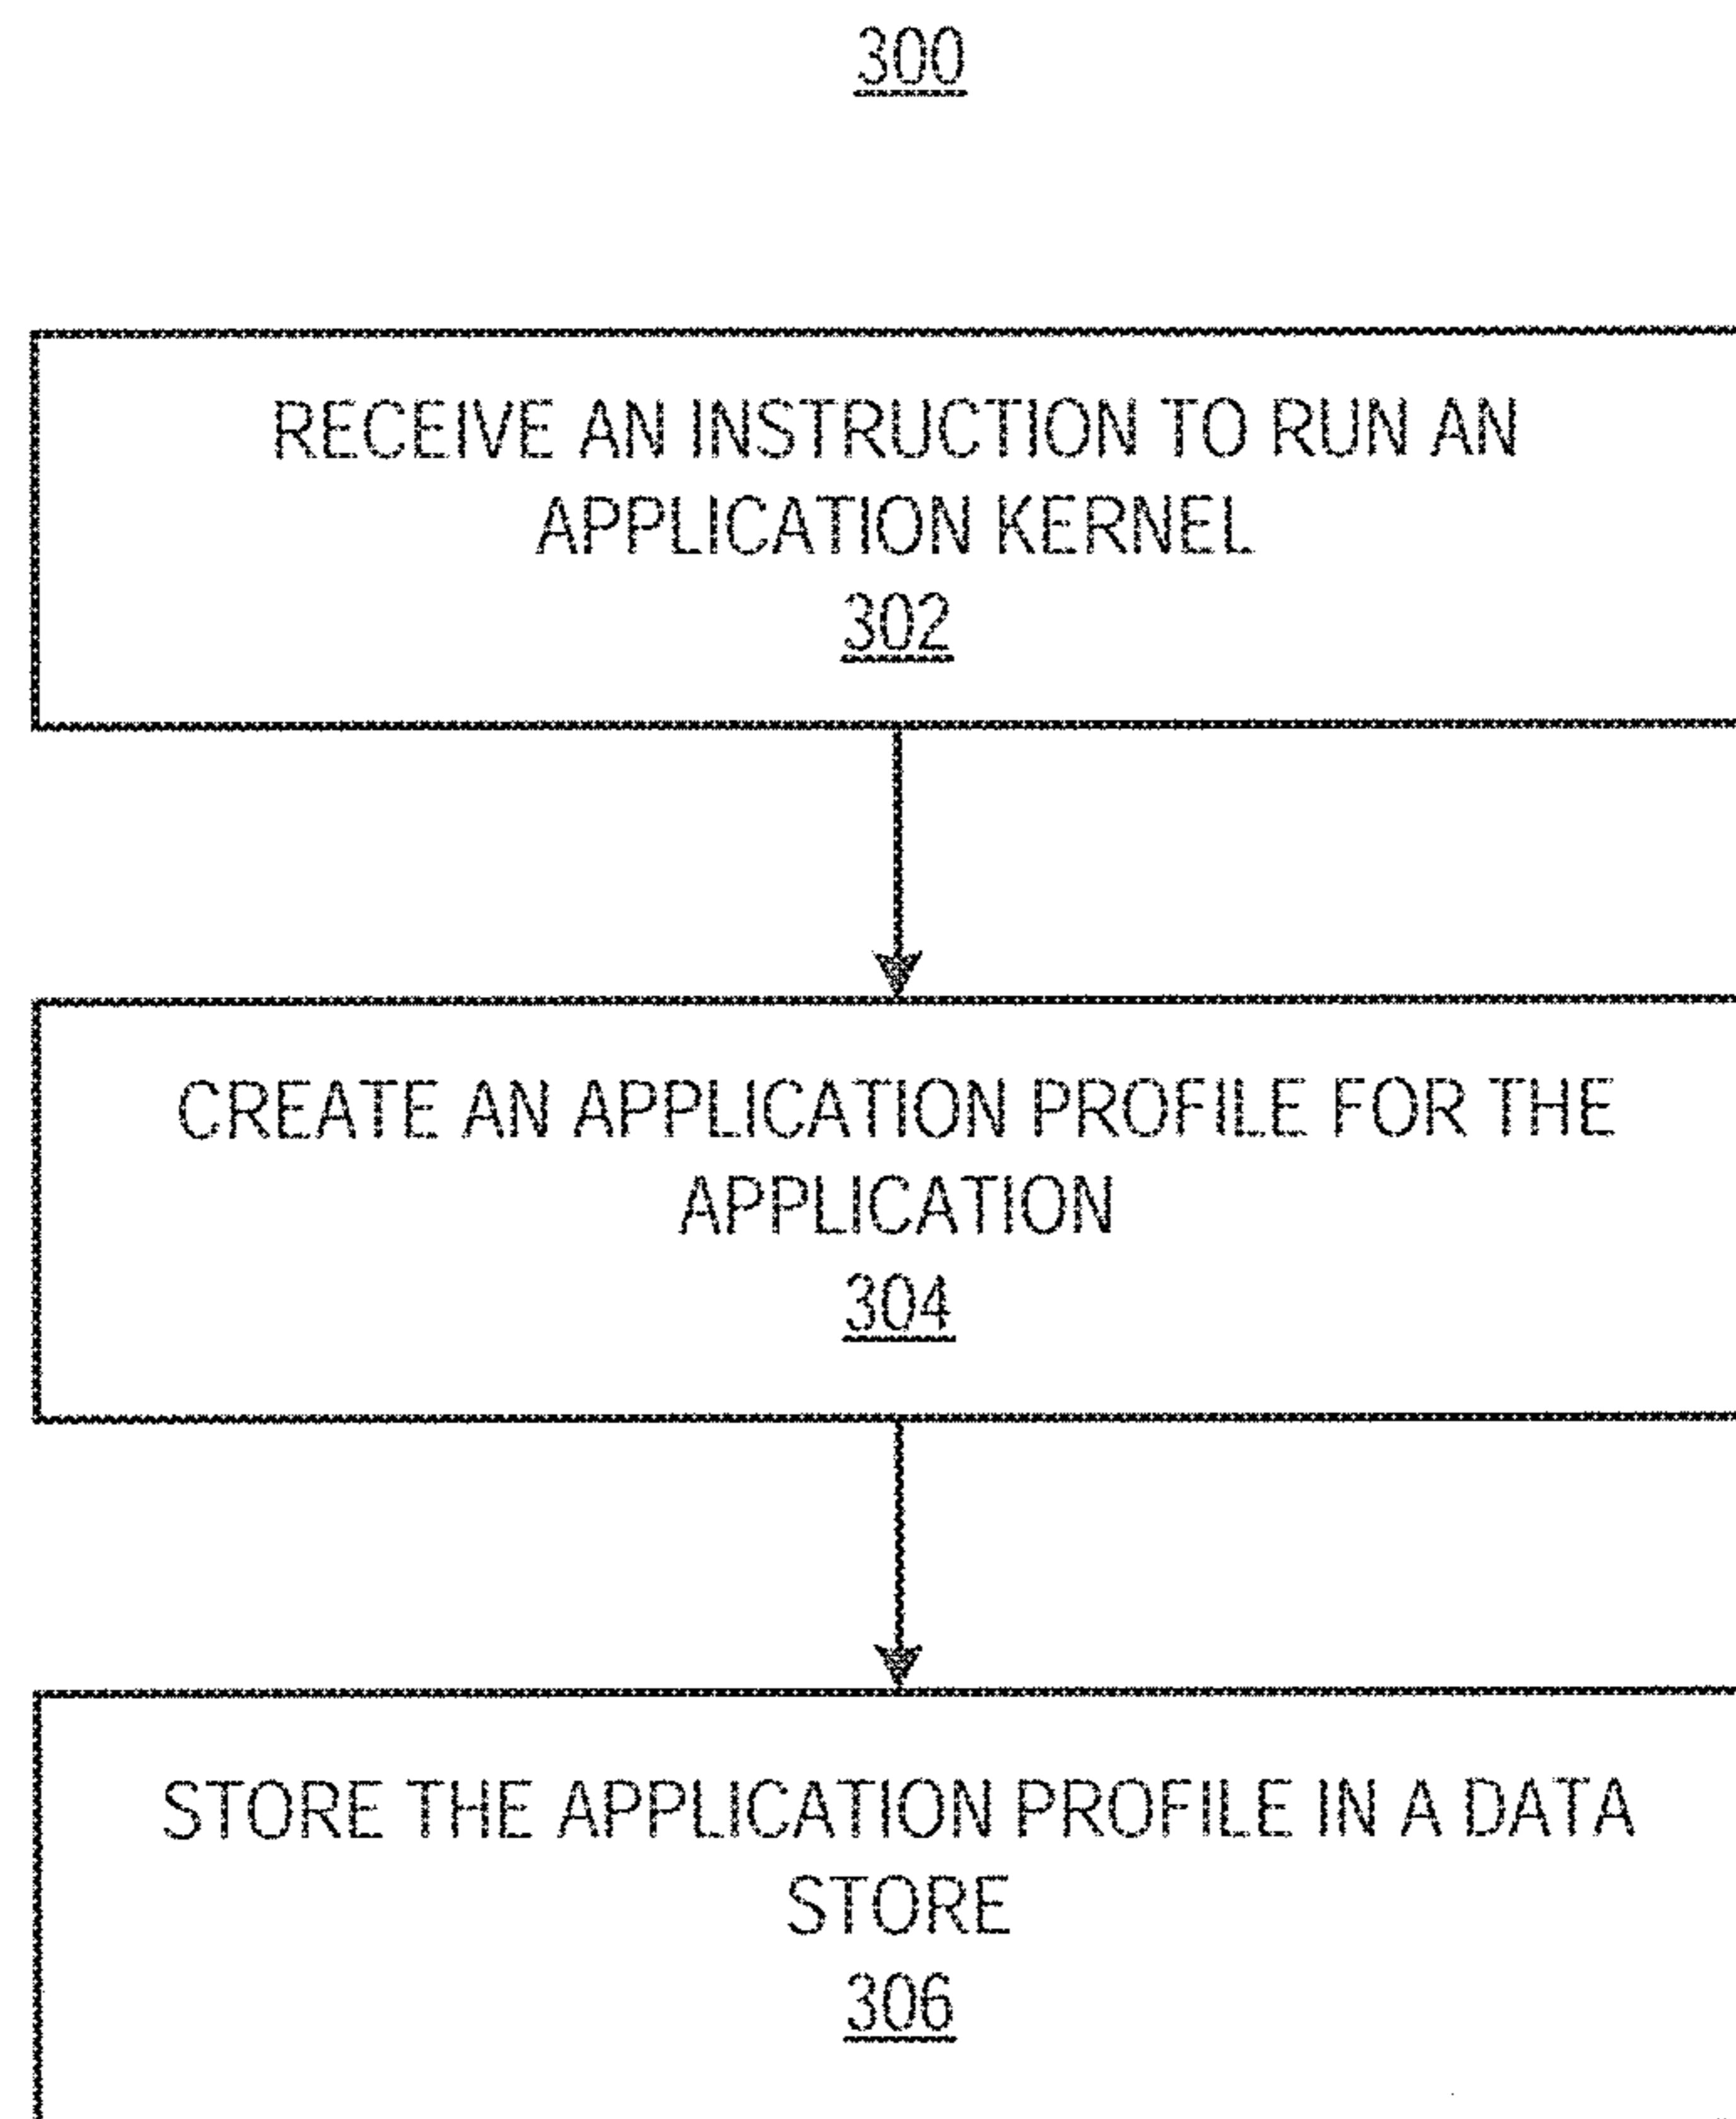 300
RECEIVE AN INSTRUCTION TO RUN AN
APPLICATION KERNEL
302
CREATE AN APPLICATION PROFILE FOR THE
APPLICATION
304
STORE THE APPLICATION PROFILE IN A DATA
STORE
306